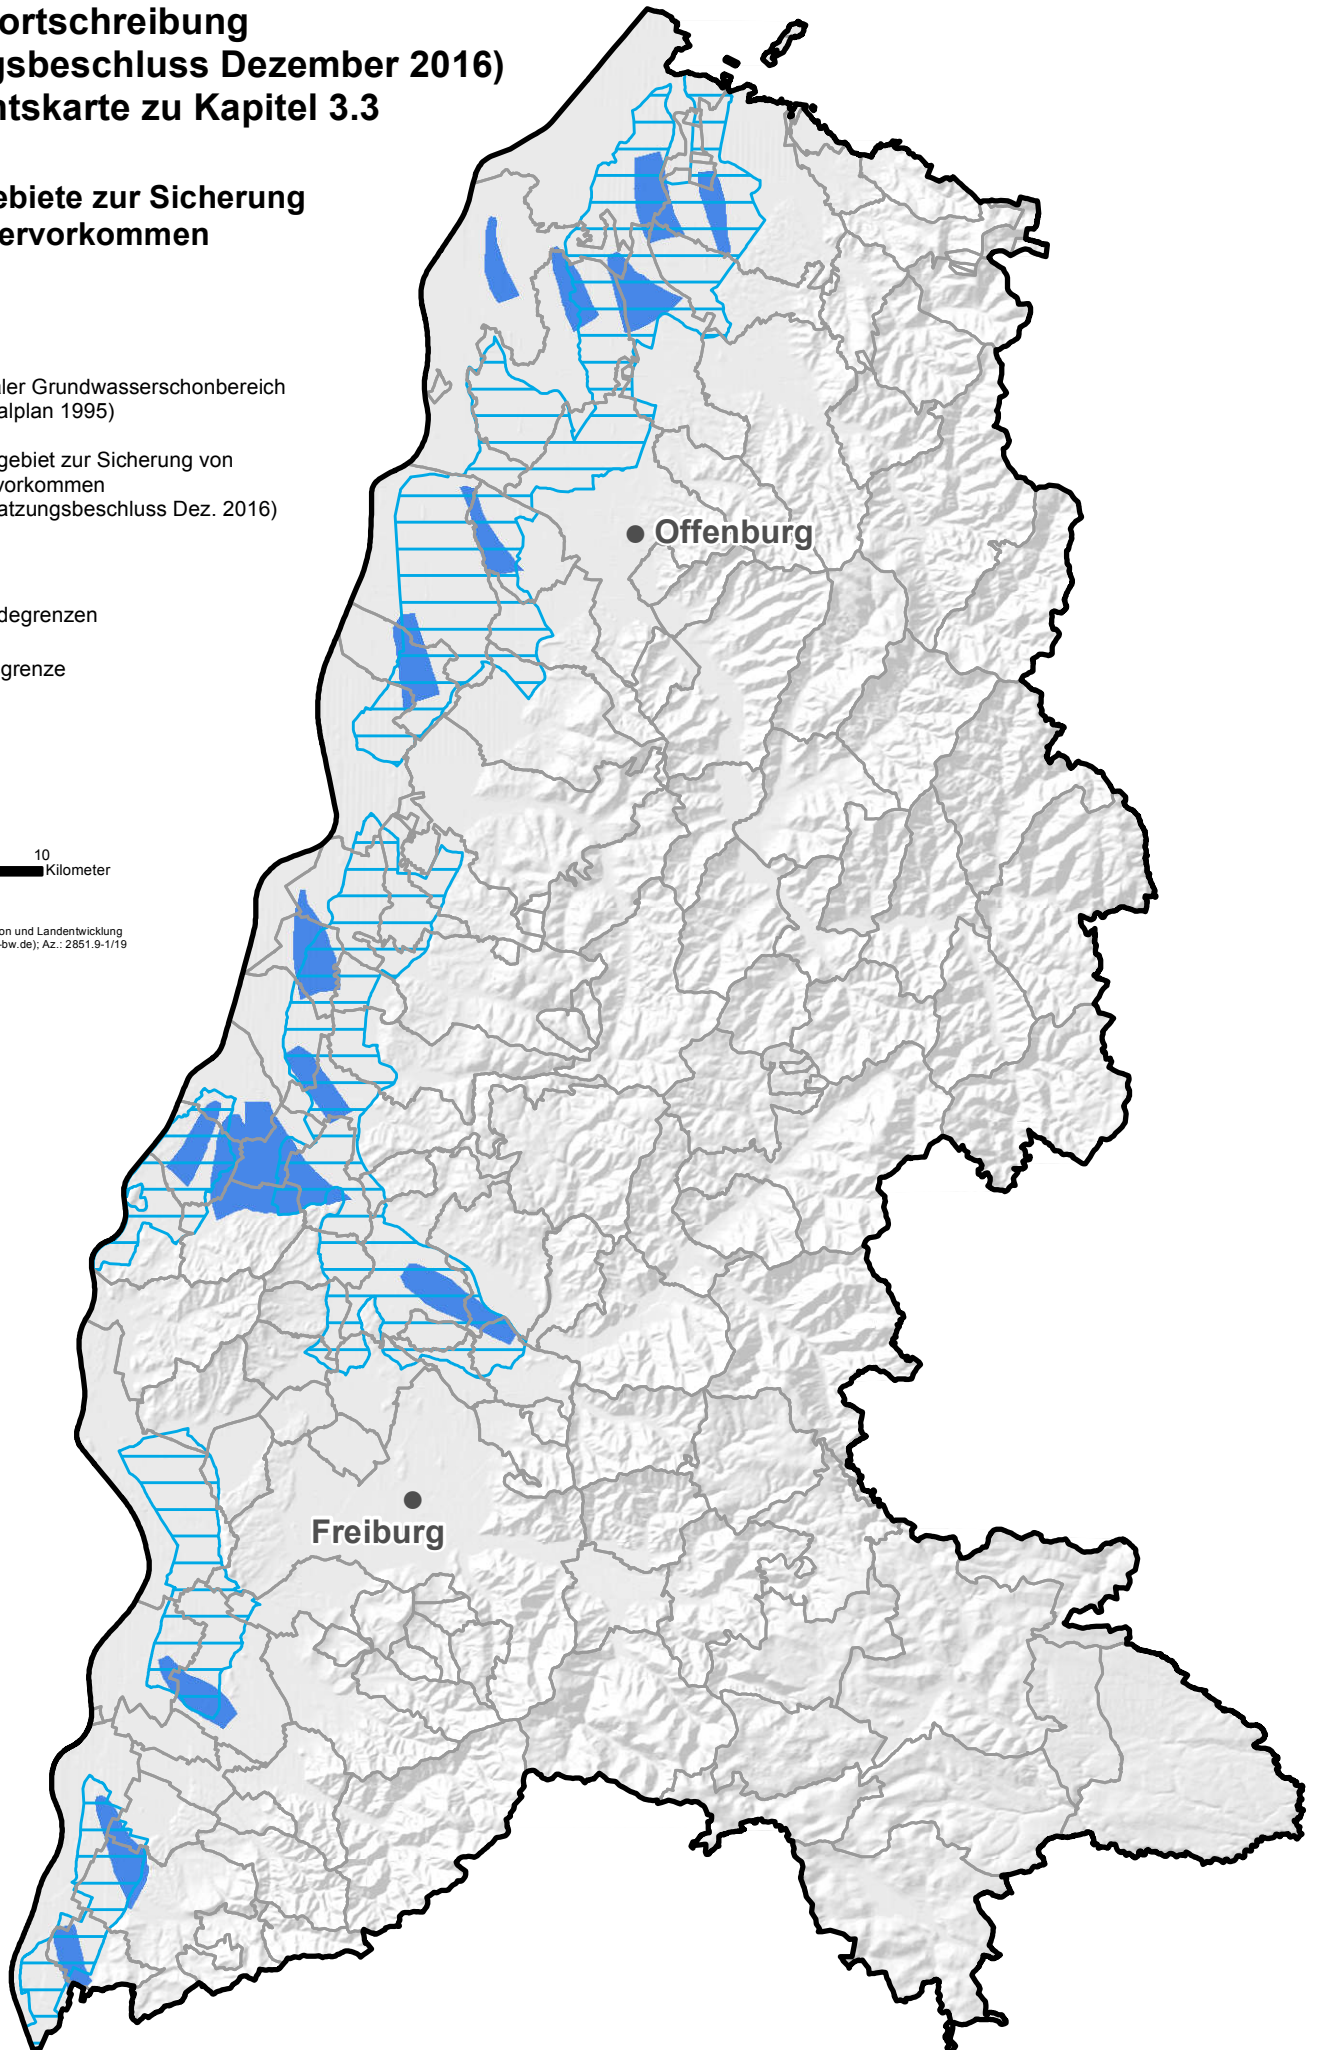 ortschreibung
gsbeschluss Dezember 2016)
ntskarte zu Kapitel 3.3
ebiete zur Sicherung
ervorkommen
aler Grundwasserschonbereich
alplan 1995)
gebiet zur Sicherung von
vorkommen
atzungsbeschluss Dez. 2016)
Offenburg
degrenzen
grenze
10
Kilometer
on und Landentwicklung
-bw.de); Az.: 2851.9-1/19
Freiburg